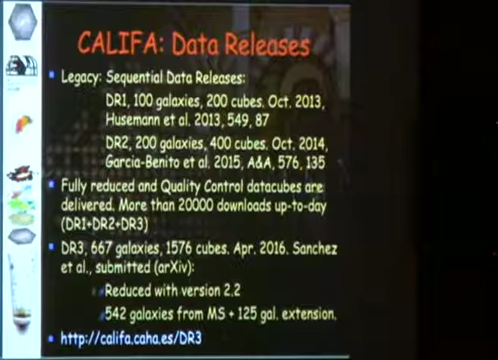 CALIFA: Data Releases
Legacy: Sequential Data Releases:
DR1, 100 galaxies, 200 cubes. Oct. 2013,
Husemann et al. 2013, 549, 87
DR2, 200 galaxies, 400 cubes. Oct. 2014,
Garcia-Benito et al. 2015, A&A, 576, 135
Fully reduced and Quality Control datacubes are
delivered. More than 20000 downloads up-to-day
(DR1+DR2+DR3)
DR3, 667 galaxies, 1576 cubes. Apr. 2016. Sanchez
et al., submitted (arXiv):
Reduced with version 2.2
542 galaxies from MS + 125 gal. extension.
http://califa.caha.es/DR3